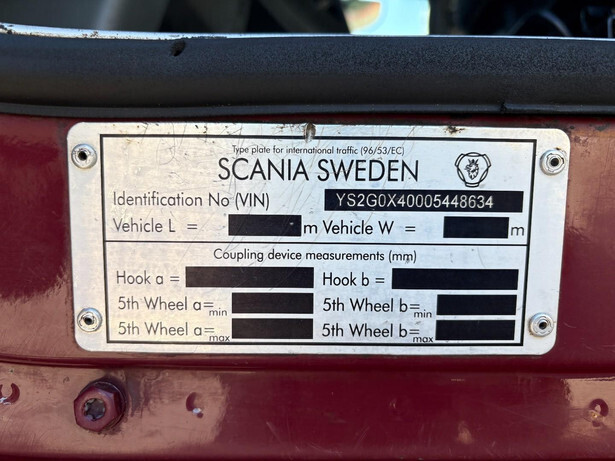 Type plate for international traffic (96/53/EC)
SCANIA SWEDEN
Identification No (VIN) YS2G0X40005448634
Vehicle L = m Vehicle W = m
Coupling device measurements (mm)
Hook a = Hook b =
5th Wheel a=min 5th Wheel b=min
5th Wheel a=max 5th Wheel b=max